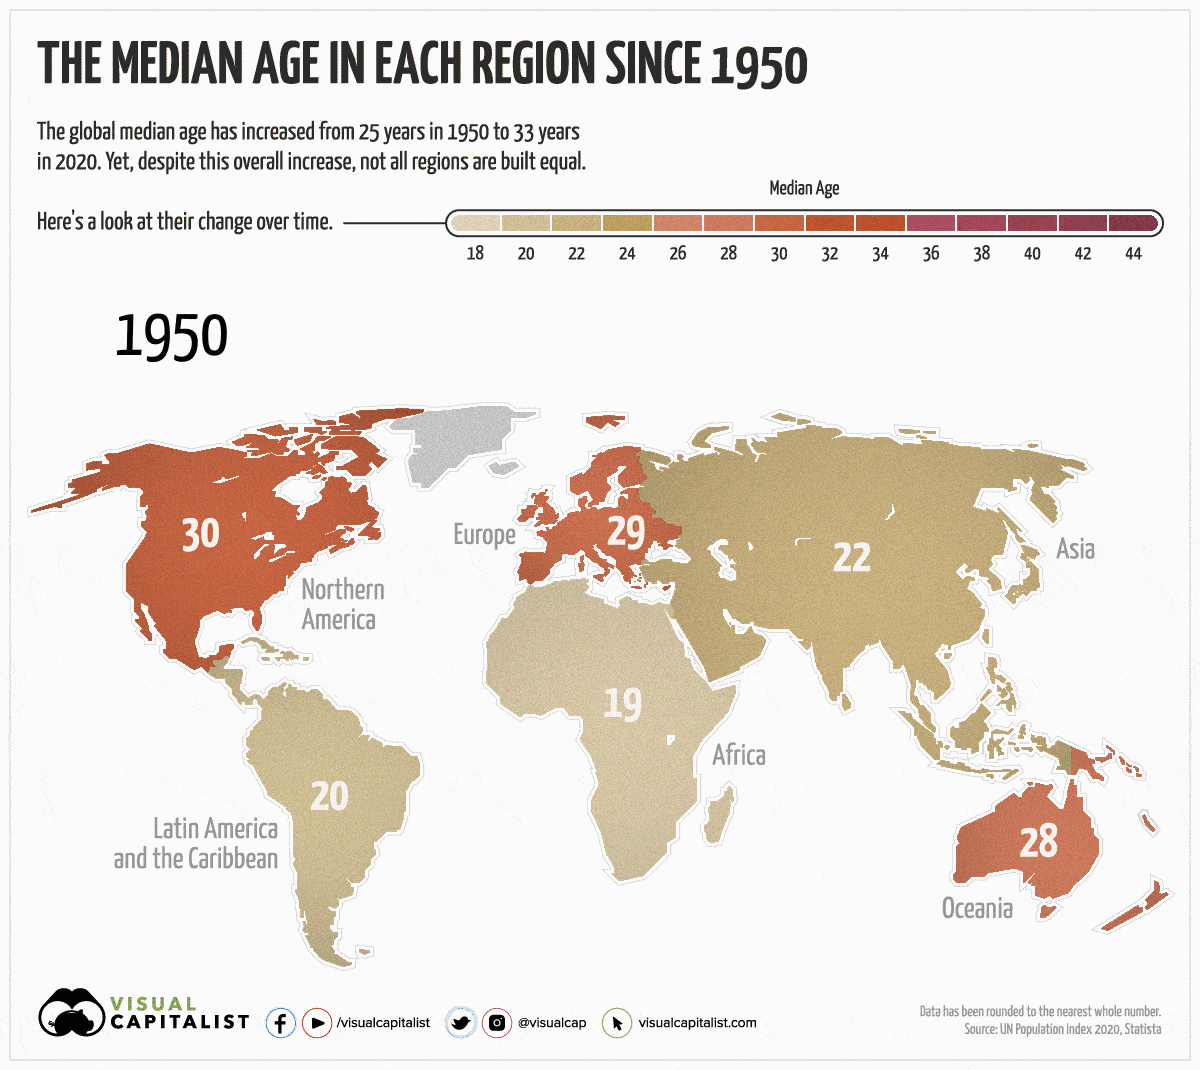 THE MEDIAN AGE IN EACH REGION SINCE 1950
The global median age has increased from 25 years in 1950 to 33 years
in 2020. Yet, despite this overall increase, not all regions are built equal.
Median Age
Here's a look at their change over time.
18 20 22 24 26 28 30 32 34 36 38 40 42 44
1950
30
Northern
America
Europe
29
22
Asia
19
Africa
20
Latin America
and the Caribbean
28
Oceania
VISUAL
CAPITALIST
/visualcapitalist
@visualcap
visualcapitalist.com
Data has been rounded to the nearest whole number.
Source: UN Population Index 2020, Statista